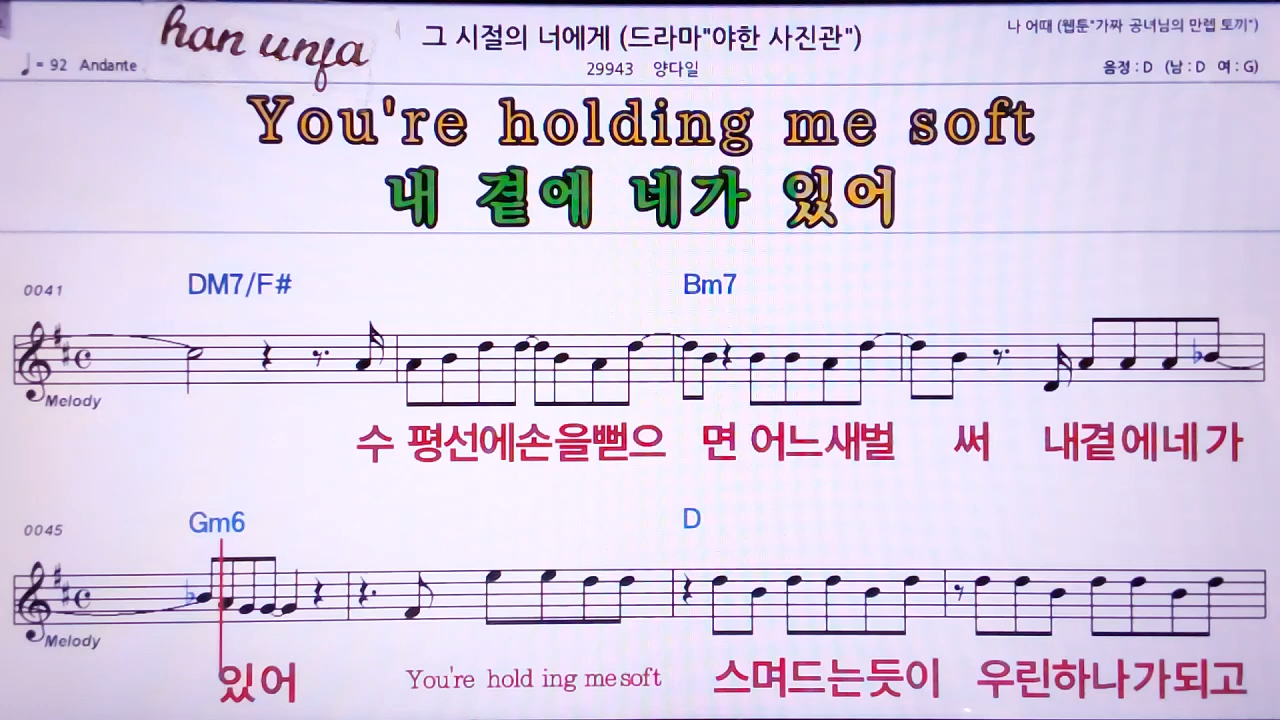 han unfa
그 시절의 너에게 (드라마"야한 사진관")
나 어때 (웹툰"가짜 공녀님의 만렙 토끼")
♩= 92 Andante
29943 양다일
음정 : D (남 : D 여 : G)
You're holding me soft
내 곁에 네가 있어
0041
DM7/F# Bm7
Melody
수 평선에손을뻗으 면 어느새벌 써 내곁에네가
0045
Gm6 D
Melody
있어 You're hold ing me soft 스며드는듯이 우린하나가되고